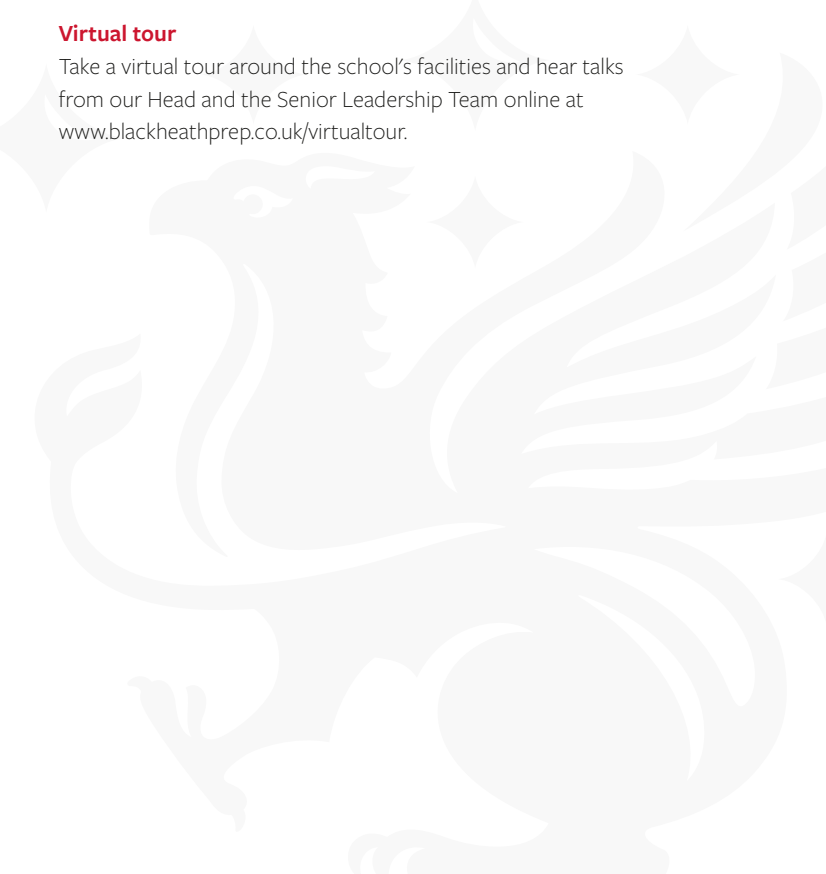 Virtual tour
Take a virtual tour around the school's facilities and hear talks
from our Head and the Senior Leadership Team online at
www.blackheathprep.co.uk/virtualtour.